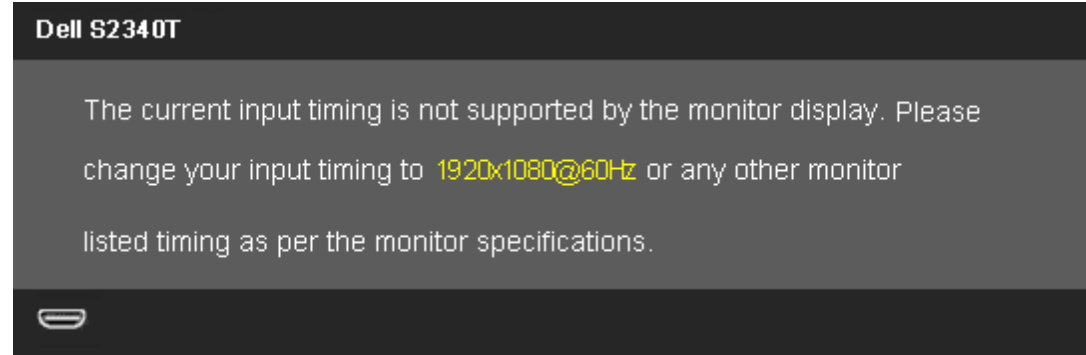 Dell S2340T
The current input timing is not supported by the monitor display. Please
change your input timing to 1920x1080@60Hz or any other monitor
listed timing as per the monitor specifications.